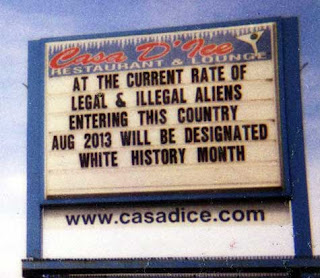 Casa D'Ice
RESTAURANT & LOUNGE
AT THE CURRENT RATE OF
LEGAL & ILLEGAL ALIENS
ENTERING THIS COUNTRY
AUG 2013 WILL BE DESIGNATED
WHITE HISTORY MONTH
www.casadice.com